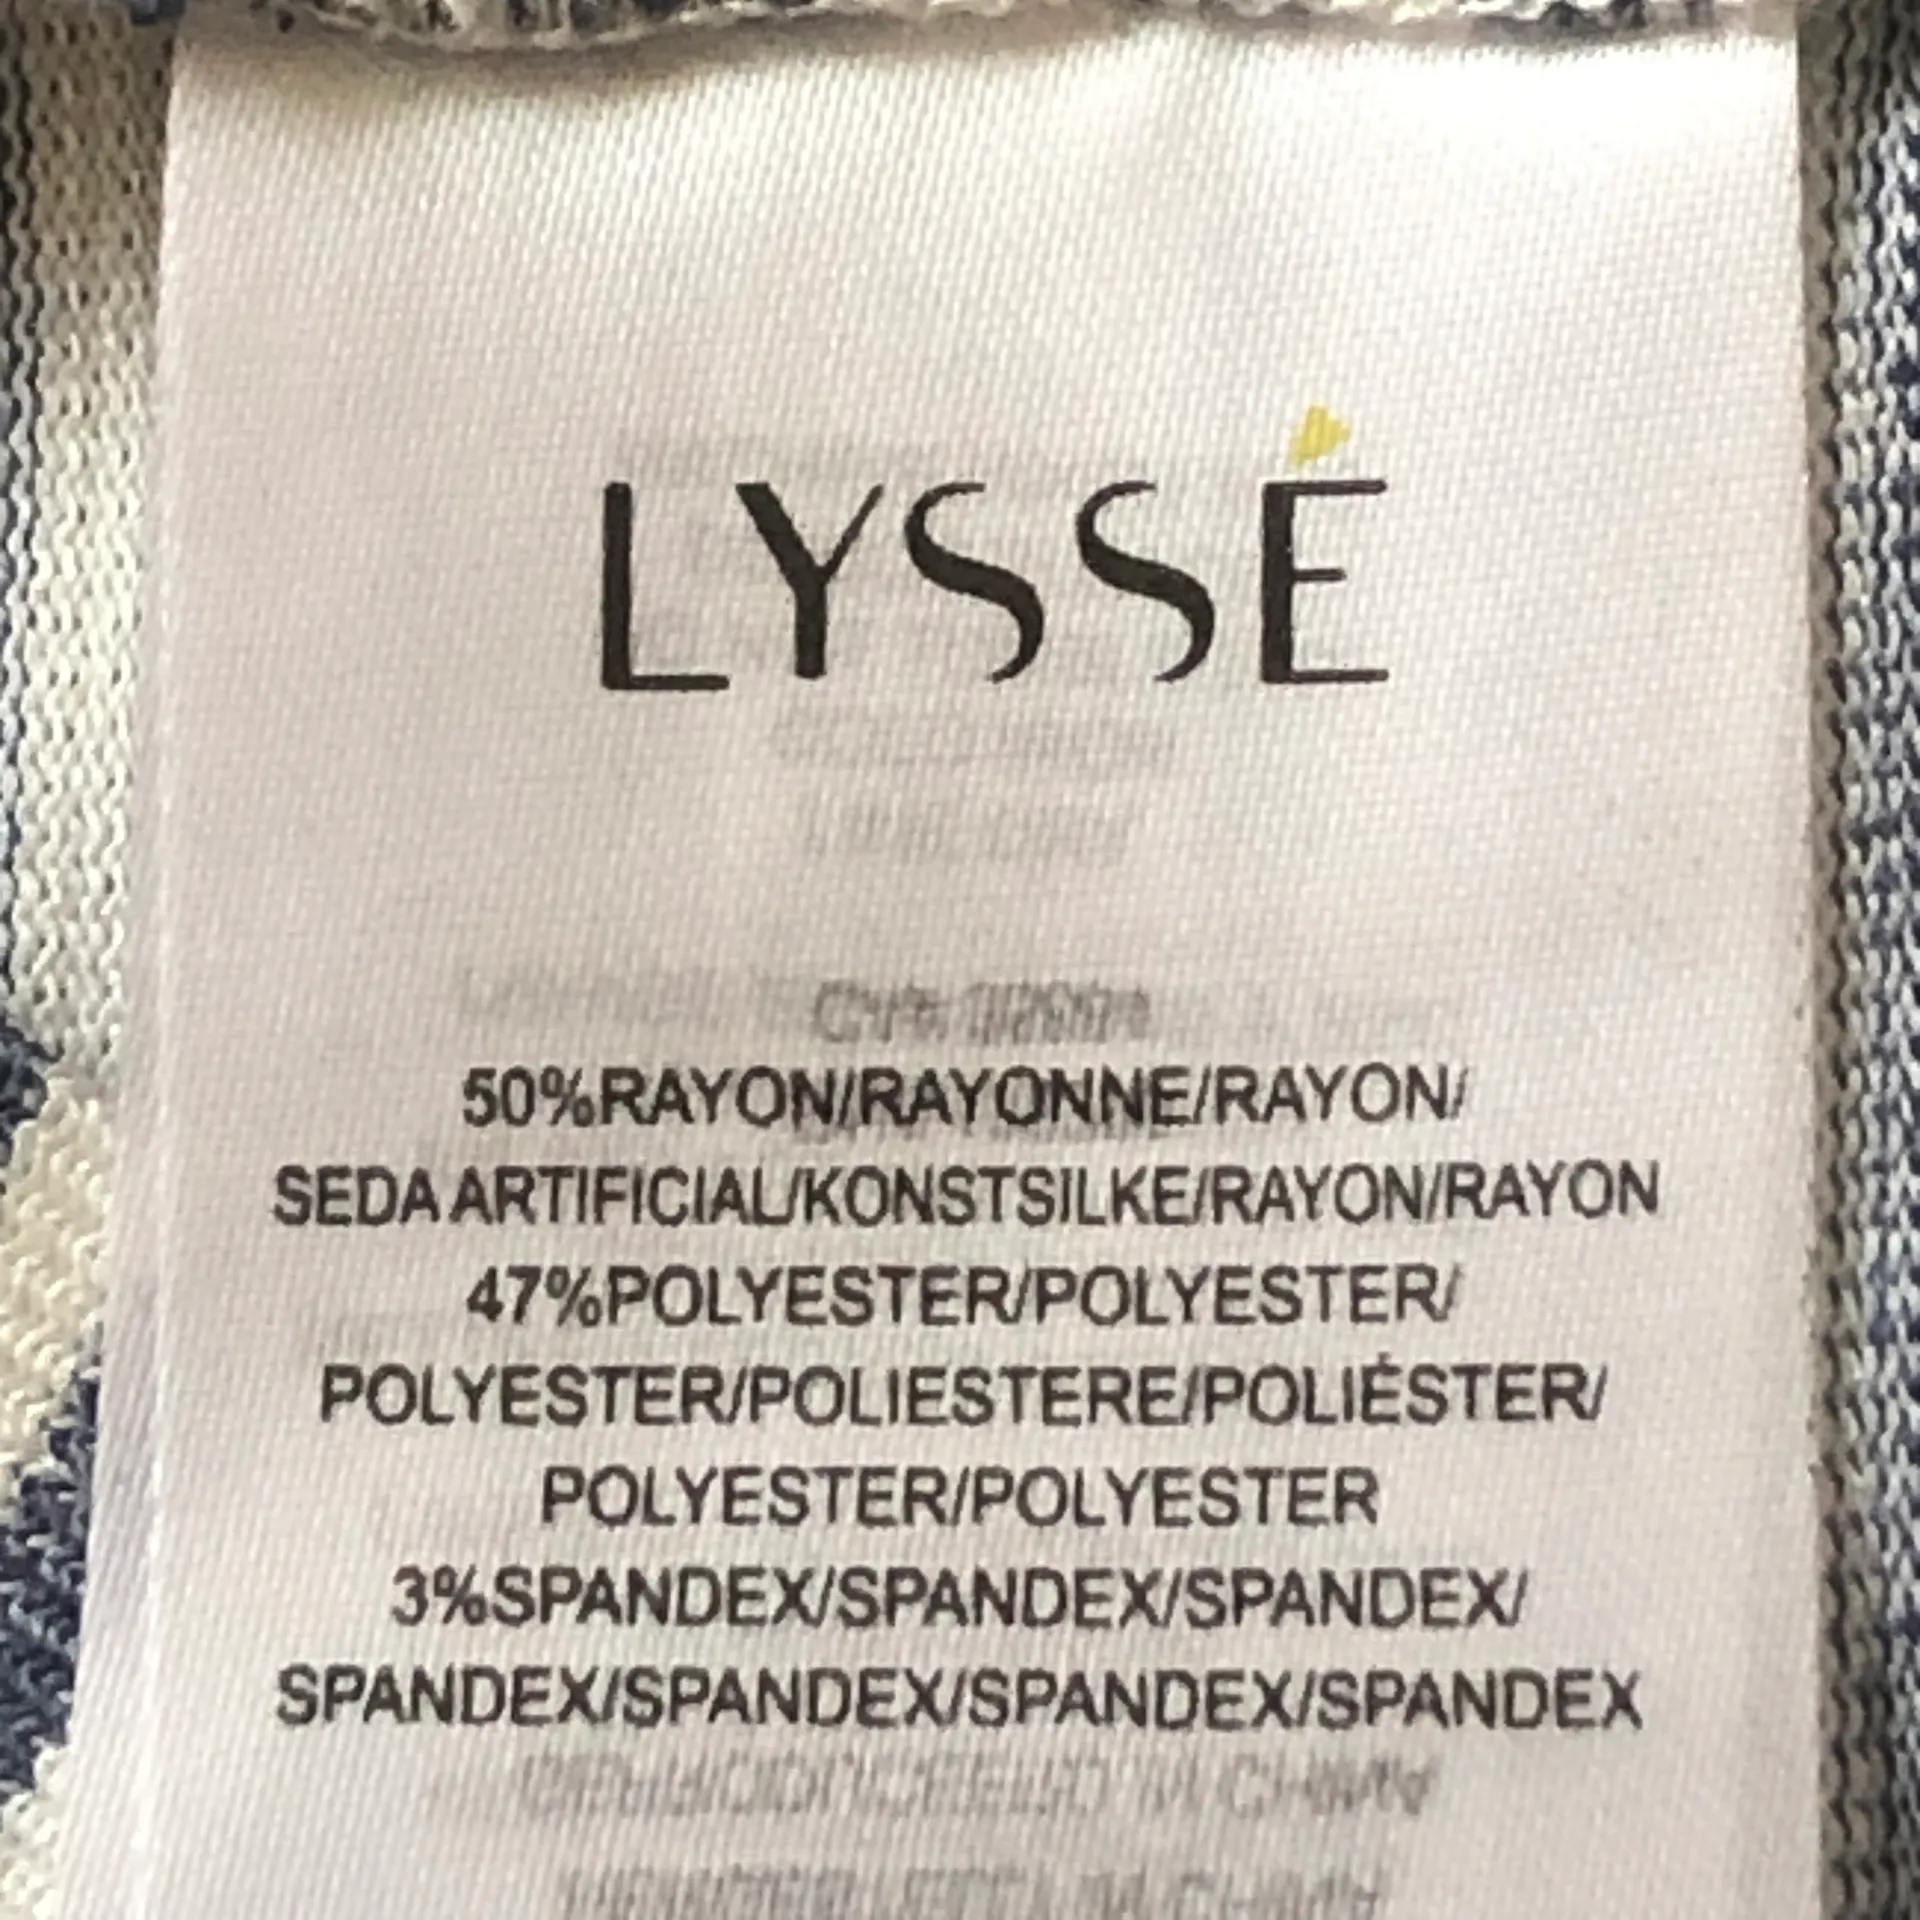 LYSSÉ
50%RAYON/RAYONNE/RAYON/
SEDA ARTIFICIAL/KONSTSILKE/RAYON/RAYON
47%POLYESTER/POLYESTER/
POLYESTER/POLIESTERE/POLIÉSTER/
POLYESTER/POLYESTER
3%SPANDEX/SPANDEX/SPANDEX/
SPANDEX/SPANDEX/SPANDEX/SPANDEX